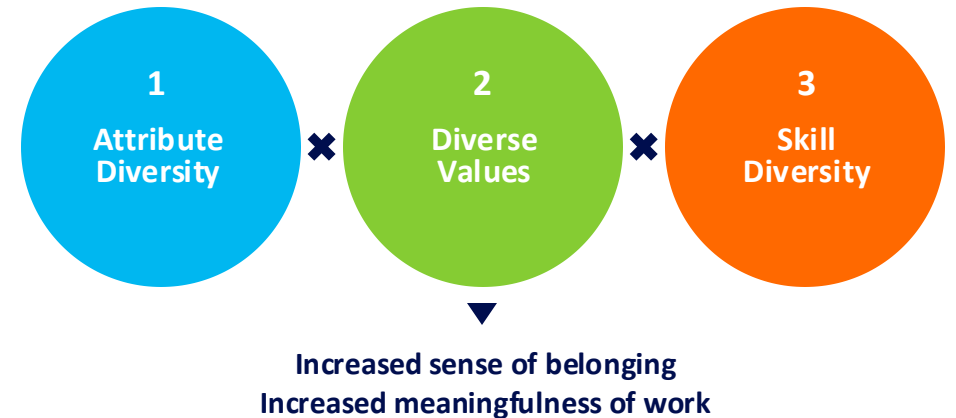 1
Attribute
Diversity
2
Diverse
Values
3
Skill
Diversity
Increased sense of belonging
Increased meaningfulness of work